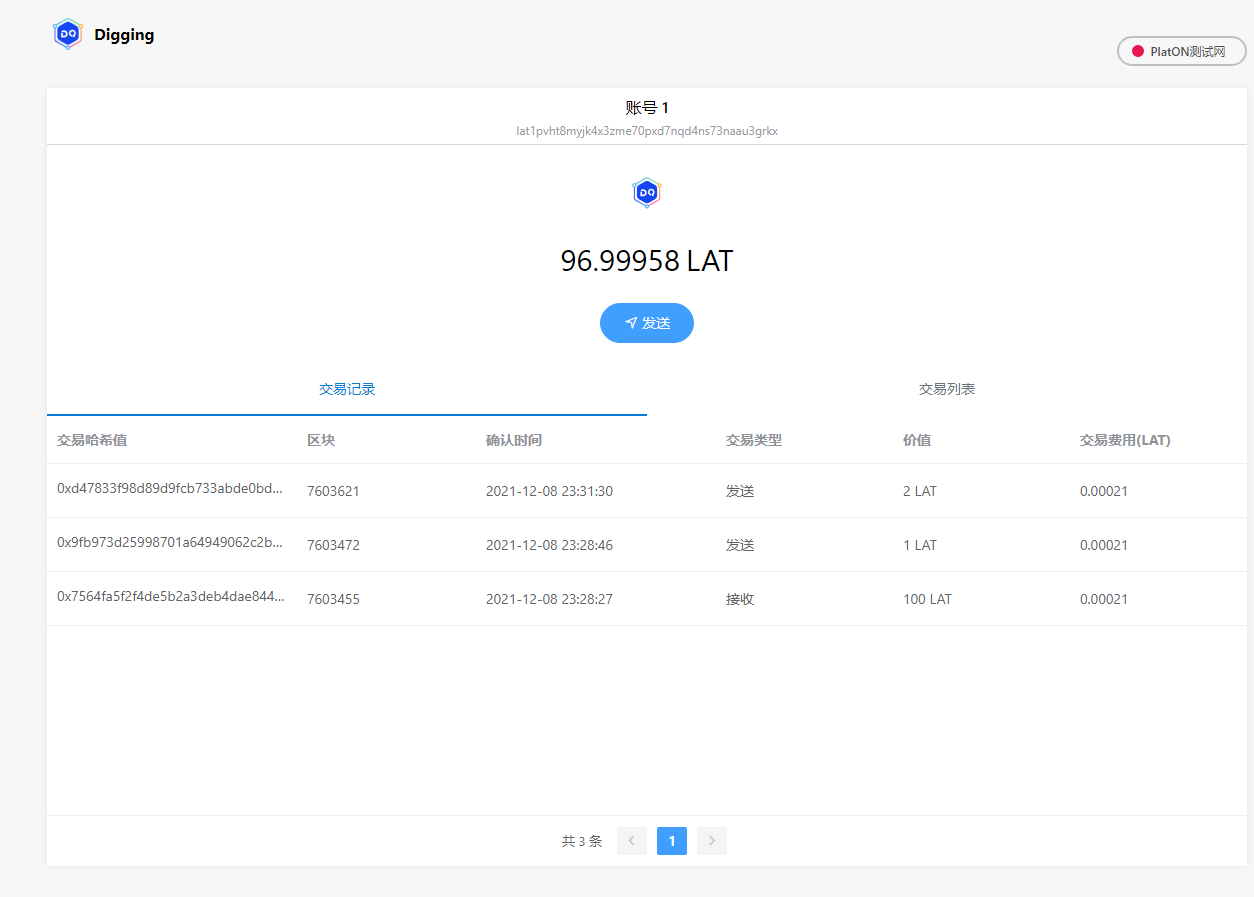 Digging
PlatON测试网
账号 1
lat1pvht8myjk4x3zme70pxd7nqd4ns73naau3grkx
96.99958 LAT
发送
交易记录 交易列表
交易哈希值 区块 确认时间 交易类型 价值 交易费用(LAT)
0xd47833f98d89d9fcb733abde0bd... 7603621 2021-12-08 23:31:30 发送 2 LAT 0.00021
0x9fb973d25998701a64949062c2b... 7603472 2021-12-08 23:28:46 发送 1 LAT 0.00021
0x7564fa5f2f4de5b2a3deb4dae844... 7603455 2021-12-08 23:28:27 接收 100 LAT 0.00021
共 3 条 1